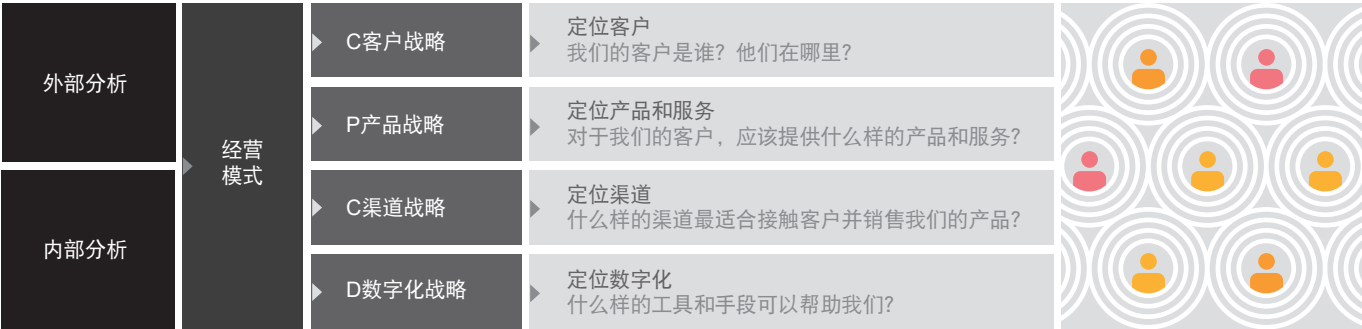 外部分析
内部分析
经营
模式
C客户战略
定位客户
我们的客户是谁？他们在哪里？
P产品战略
定位产品和服务
对于我们的客户，应该提供什么样的产品和服务？
C渠道战略
定位渠道
什么样的渠道最适合接触客户并销售我们的产品？
D数字化战略
定位数字化
什么样的工具和手段可以帮助我们？